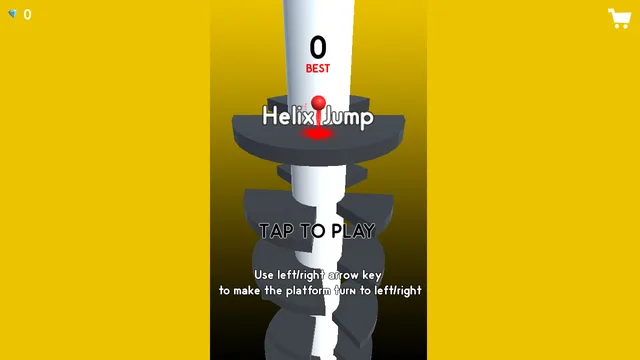 0
0
BEST
Helix Jump
TAP TO PLAY
Use left/right arrow key
to make the platform turn to left/right